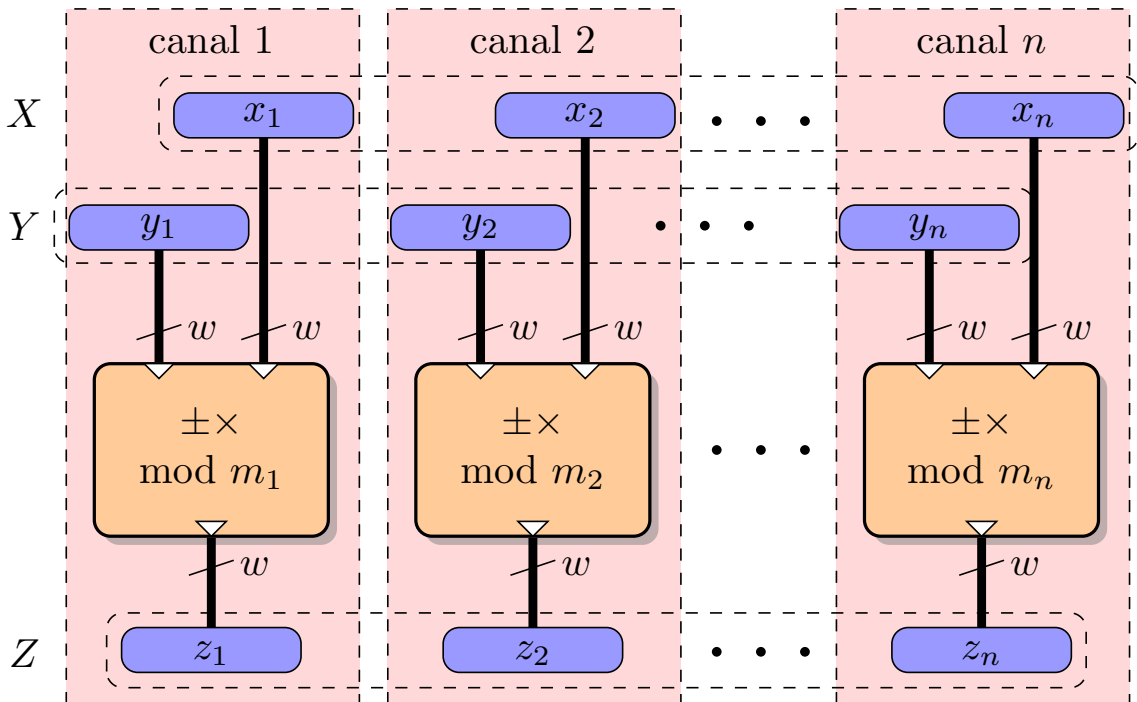 canal 1 canal 2 canal n
X x₁ x₂ • • • xₙ
Y y₁ y₂ • • • yₙ
w w w w w w
±× ±× ±×
mod m₁ mod m₂ • • • mod mₙ
w w w
Z z₁ z₂ • • • zₙ